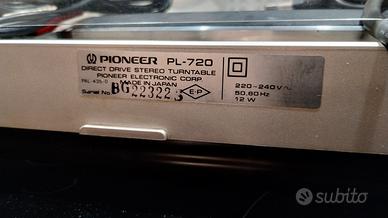 PIONEER PL-720
DIRECT DRIVE STEREO TURNTABLE
PIONEER ELECTRONIC CORP
MADE IN JAPAN
Serial No. BG22322 S
E-P
220-240V~
50,60Hz
12 W
subito